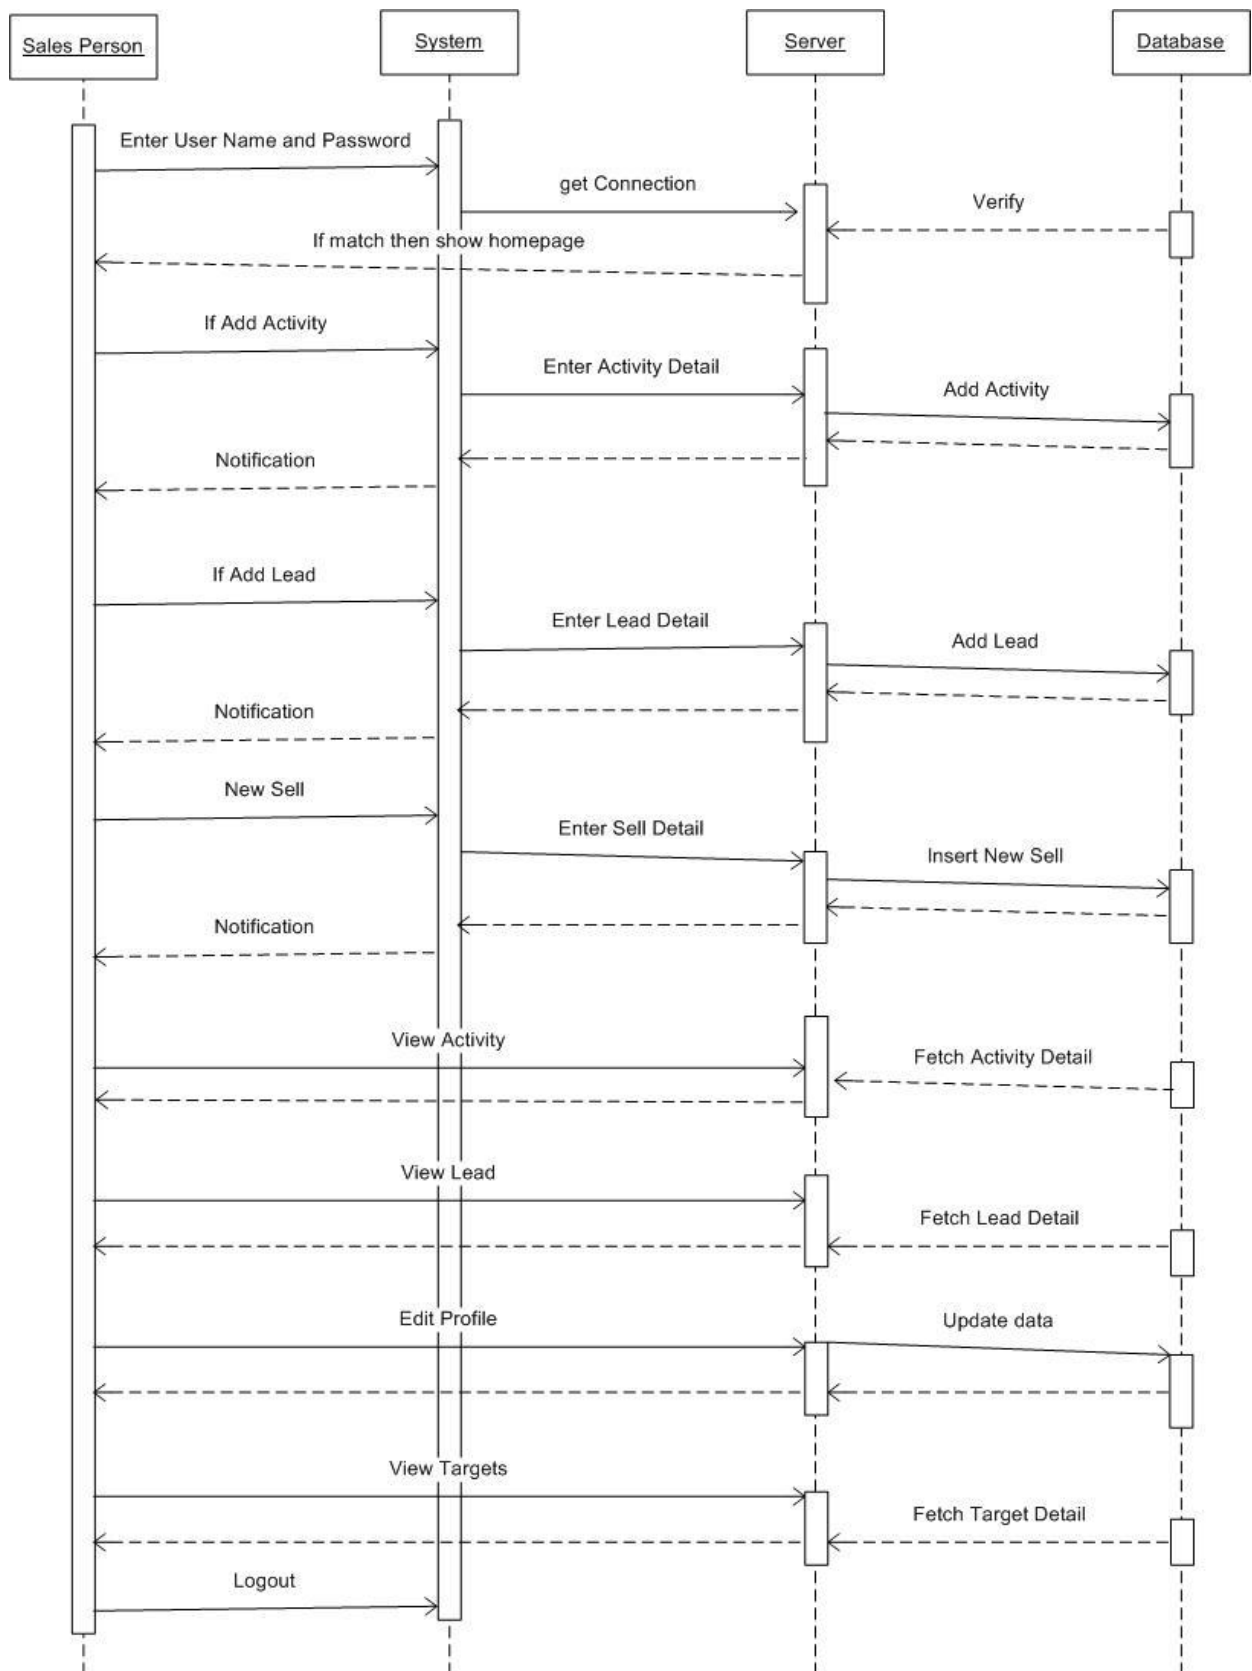 Sales Person
System
Server
Database
Enter User Name and Password
get Connection
Verify
If match then show homepage
If Add Activity
Enter Activity Detail
Add Activity
Notification
If Add Lead
Enter Lead Detail
Add Lead
Notification
New Sell
Enter Sell Detail
Insert New Sell
Notification
View Activity
Fetch Activity Detail
View Lead
Fetch Lead Detail
Edit Profile
Update data
View Targets
Fetch Target Detail
Logout